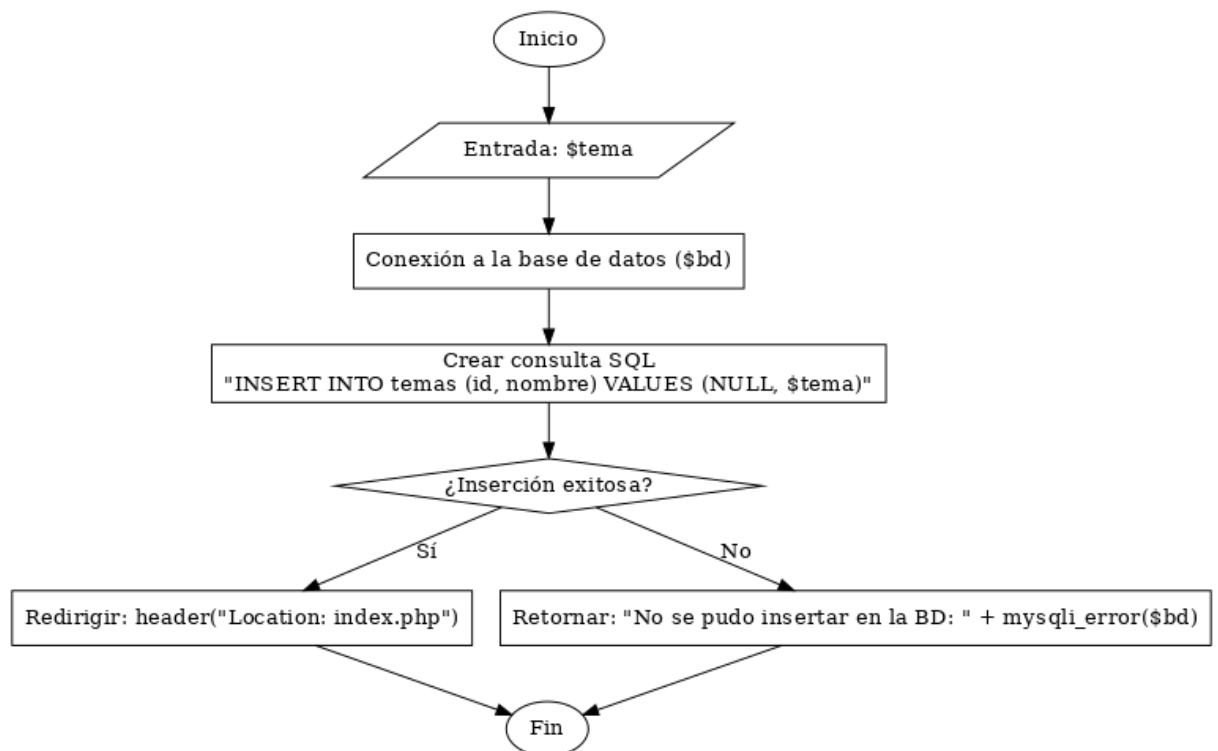 Inicio
Entrada: $tema
Conexión a la base de datos ($bd)
Crear consulta SQL
"INSERT INTO temas (id, nombre) VALUES (NULL, $tema)"
¿Inserción exitosa?
Sí
No
Redirigir: header("Location: index.php")
Retornar: "No se pudo insertar en la BD: " + mysqli_error($bd)
Fin